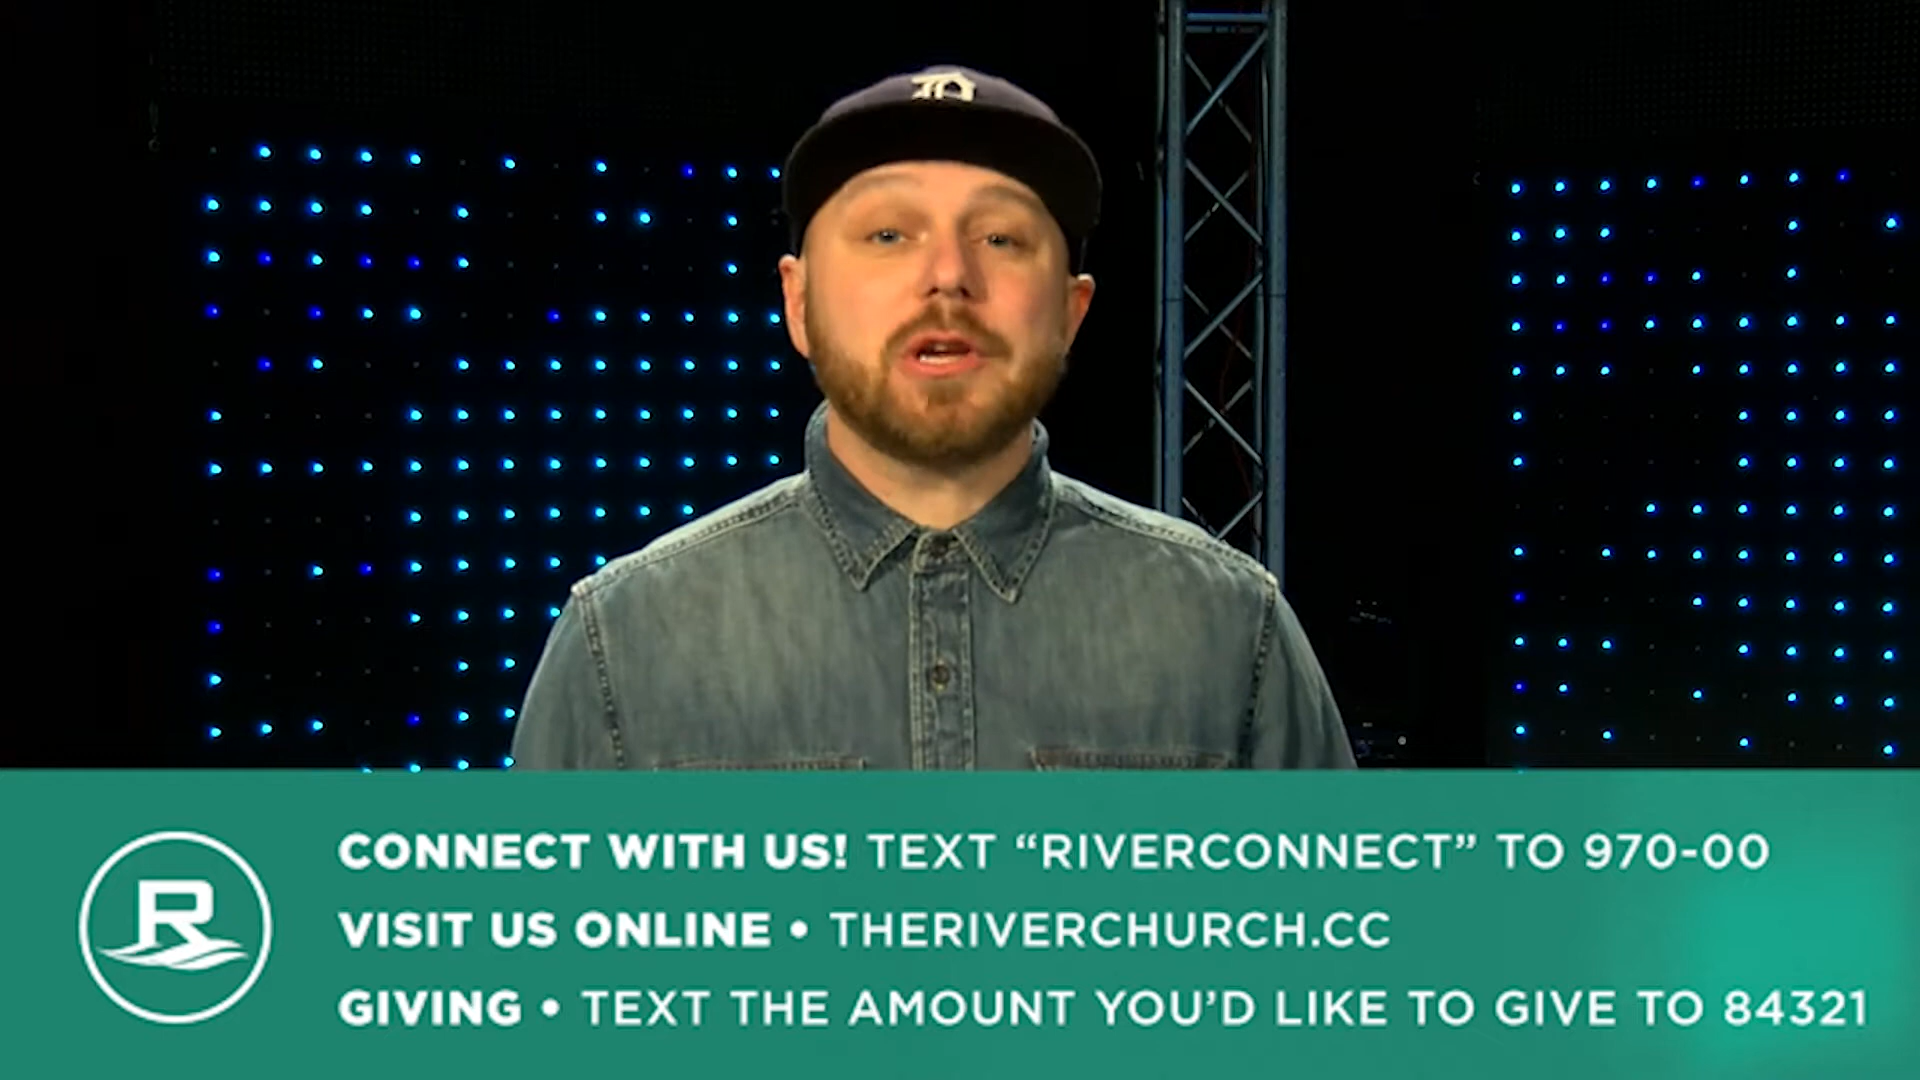 D
R
CONNECT WITH US! TEXT “RIVERCONNECT” TO 970-00
VISIT US ONLINE • THERIVERCHURCH.CC
GIVING • TEXT THE AMOUNT YOU’D LIKE TO GIVE TO 84321